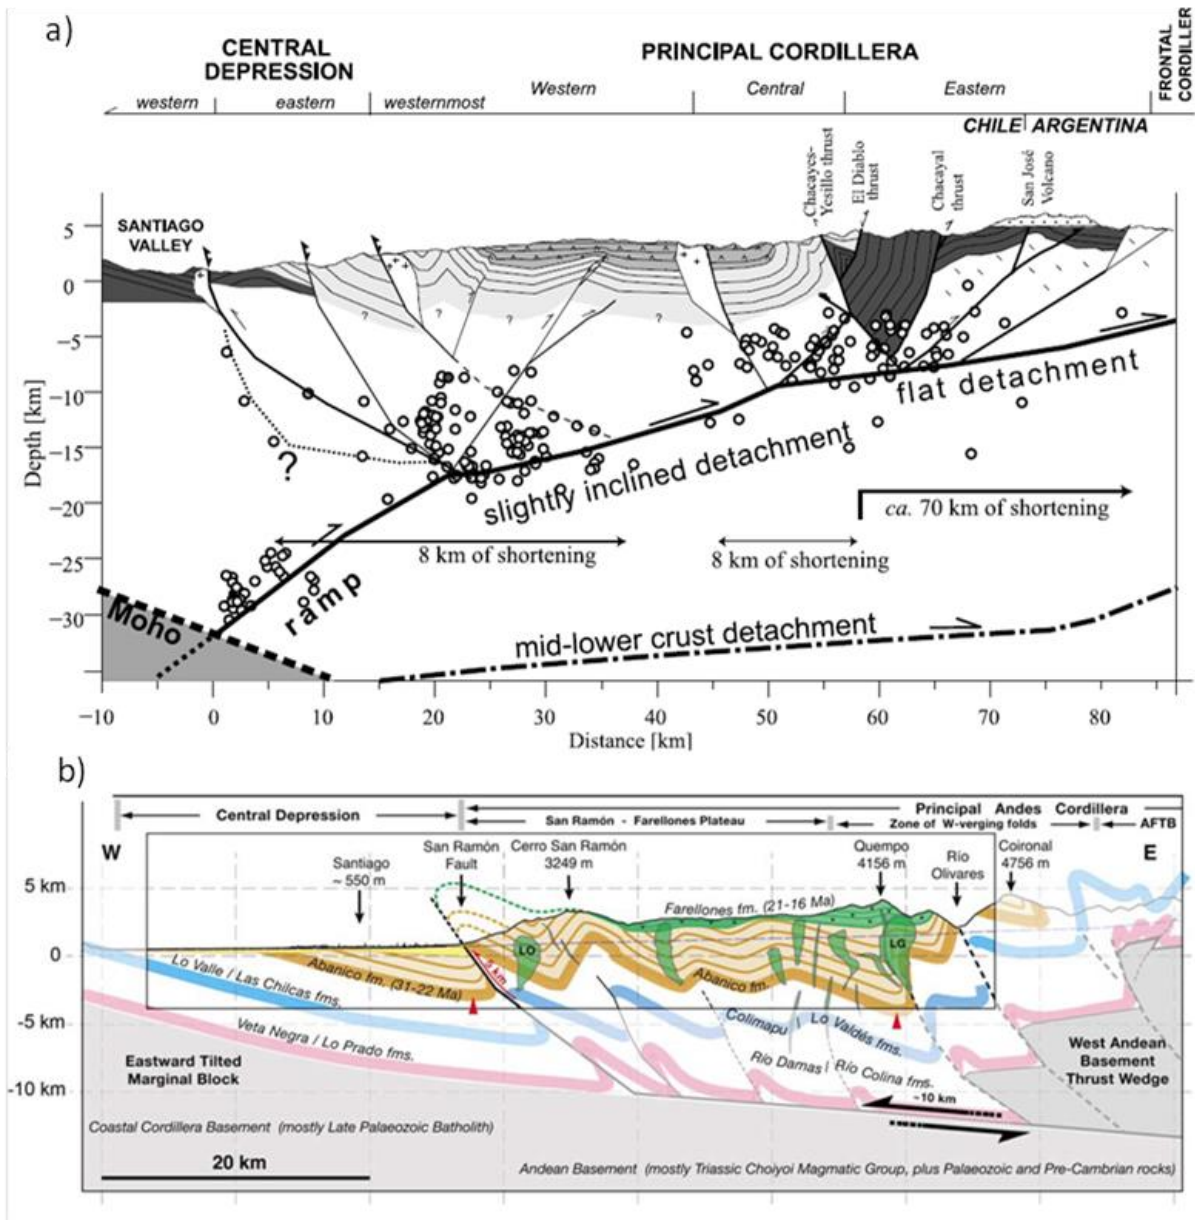 a)
CENTRAL
DEPRESSION
PRINCIPAL CORDILLERA
FRONTAL
CORDILLER
western
eastern
westernmost
Western
Central
Eastern
CHILE ARGENTINA
SANTIAGO
VALLEY
Chacayes-
Yesillo thrust
El Diablo
thrust
Chacayal
thrust
San José
Volcano
Depth [km]
5
0
−5
−10
−15
−20
−25
−30
?
?
?
?
flat detachment
slightly inclined detachment
ca. 70 km of shortening
8 km of shortening
8 km of shortening
ramp
Moho
mid-lower crust detachment
−10
0
10
20
30
40
50
60
70
80
Distance [km]
b)
Central Depression
Principal Andes Cordillera
San Ramón - Farellones Plateau
Zone of W-verging folds
AFTB
W
E
Santiago
~ 550 m
San Ramón
Fault
Cerro San Ramón
3249 m
Quempo
4156 m
Río
Olivares
Coironal
4756 m
5 km
0
-5 km
-10 km
Farellones fm. (21-16 Ma)
LO
LG
5 km
Abanico fm. (31-22 Ma)
Abanico fm.
Lo Valle / Las Chilcas fms.
Colimapu
Lo Valdés fms.
Veta Negra / Lo Prado fms.
Río Damas
Río Colina fms.
Eastward Tilted
Marginal Block
West Andean
Basement
Thrust Wedge
~10 km
Coastal Cordillera Basement (mostly Late Palaeozoic Batholith)
20 km
Andean Basement (mostly Triassic Choiyoi Magmatic Group, plus Palaeozoic and Pre-Cambrian rocks)